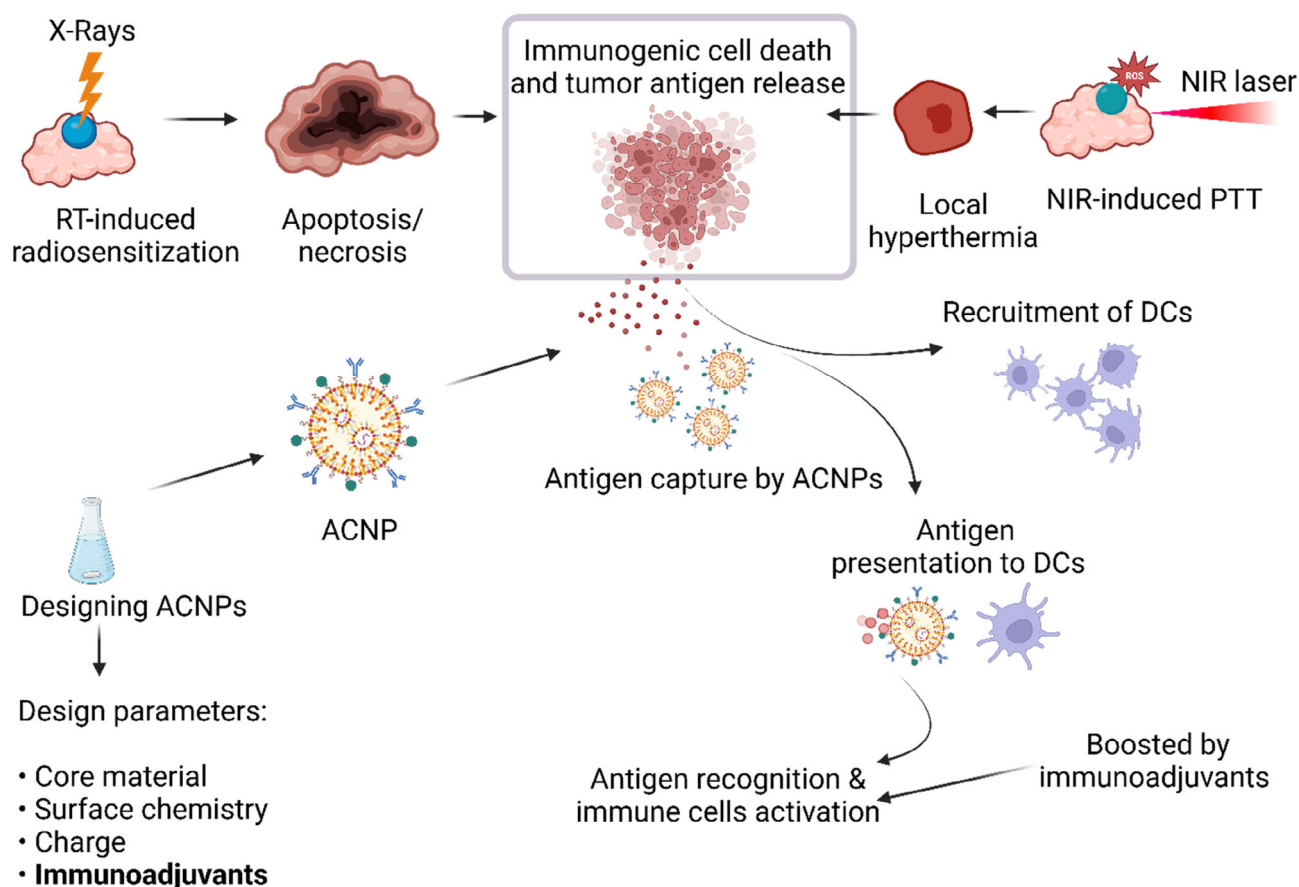 X-Rays
RT-induced
radiosensitization
Apoptosis/
necrosis
Immunogenic cell death
and tumor antigen release
Local
hyperthermia
ROS
NIR laser
NIR-induced PTT
Recruitment of DCs
Antigen capture by ACNPs
ACNP
Designing ACNPs
Design parameters:
• Core material
• Surface chemistry
• Charge
• Immunoadjuvants
Antigen
presentation to DCs
Antigen recognition &
immune cells activation
Boosted by
immunoadjuvants